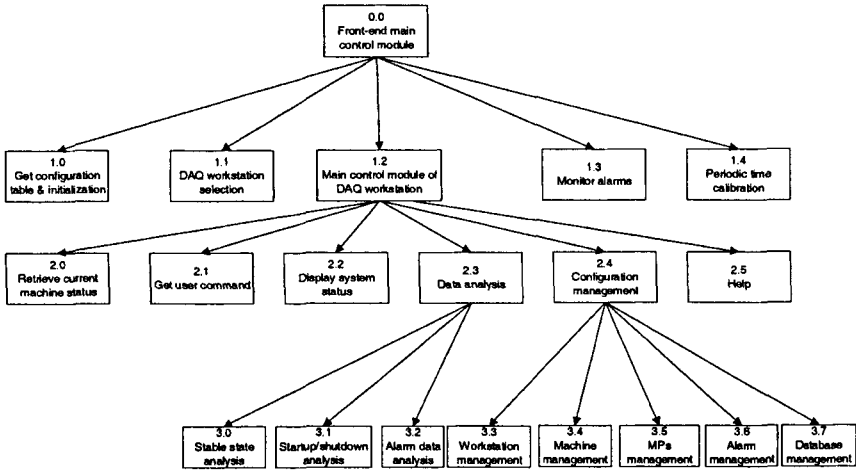 0.0
Front-end main
control module
1.0
Get configuration
table & initialization
1.1
DAQ workstation
selection
1.2
Main control module of
DAQ workstation
1.3
Monitor alarms
1.4
Periodic time
calibration
2.0
Retrieve current
machine status
2.1
Get user command
2.2
Display system
status
2.3
Data analysis
2.4
Configuration
management
2.5
Help
3.0
Stable state
analysis
3.1
Startup/shutdown
analysis
3.2
Alarm data
analysis
3.3
Workstation
management
3.4
Machine
management
3.5
MPs
management
3.6
Alarm
management
3.7
Database
management